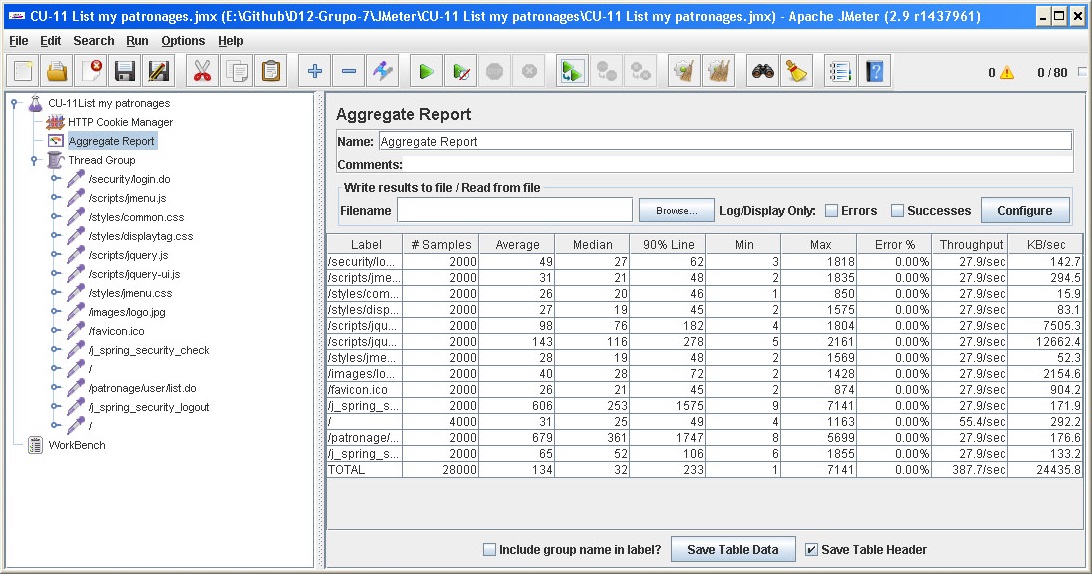 CU-11 List my patronages.jmx (E:\Github\D12-Grupo-7\JMeter\CU-11 List my patronages\CU-11 List my patronages.jmx) - Apache JMeter (2.9 r1437961)
File Edit Search Run Options Help
0 0 / 80
CU-11List my patronages
HTTP Cookie Manager
Aggregate Report
Thread Group
/security/login.do
/scripts/jmenu.js
/styles/common.css
/styles/displaytag.css
/scripts/jquery.js
/scripts/jquery-ui.js
/styles/jmenu.css
/images/logo.jpg
/favicon.ico
/j_spring_security_check
/
/patronage/user/list.do
/j_spring_security_logout
/
WorkBench
Aggregate Report
Name: Aggregate Report
Comments:
Write results to file / Read from file
Filename Browse... Log/Display Only: Errors Successes Configure
Label # Samples Average Median 90% Line Min Max Error % Throughput KB/sec
/security/lo... 2000 49 27 62 3 1818 0.00% 27.9/sec 142.7
/scripts/jme... 2000 31 21 48 2 1835 0.00% 27.9/sec 294.5
/styles/com... 2000 26 20 46 1 850 0.00% 27.9/sec 15.9
/styles/disp... 2000 27 19 45 2 1575 0.00% 27.9/sec 83.1
/scripts/jqu... 2000 98 76 182 4 1804 0.00% 27.9/sec 7505.3
/scripts/jqu... 2000 143 116 278 5 2161 0.00% 27.9/sec 12662.4
/styles/jme... 2000 28 19 48 2 1569 0.00% 27.9/sec 52.3
/images/lo... 2000 40 28 72 2 1428 0.00% 27.9/sec 2154.6
/favicon.ico 2000 26 21 45 2 874 0.00% 27.9/sec 904.2
/j_spring_s... 2000 606 253 1575 9 7141 0.00% 27.9/sec 171.9
/ 4000 31 25 49 4 1163 0.00% 55.4/sec 292.2
/patronage/... 2000 679 361 1747 8 5699 0.00% 27.9/sec 176.6
/j_spring_s... 2000 65 52 106 6 1855 0.00% 27.9/sec 133.2
TOTAL 28000 134 32 233 1 7141 0.00% 387.7/sec 24435.8
Include group name in label? Save Table Data Save Table Header